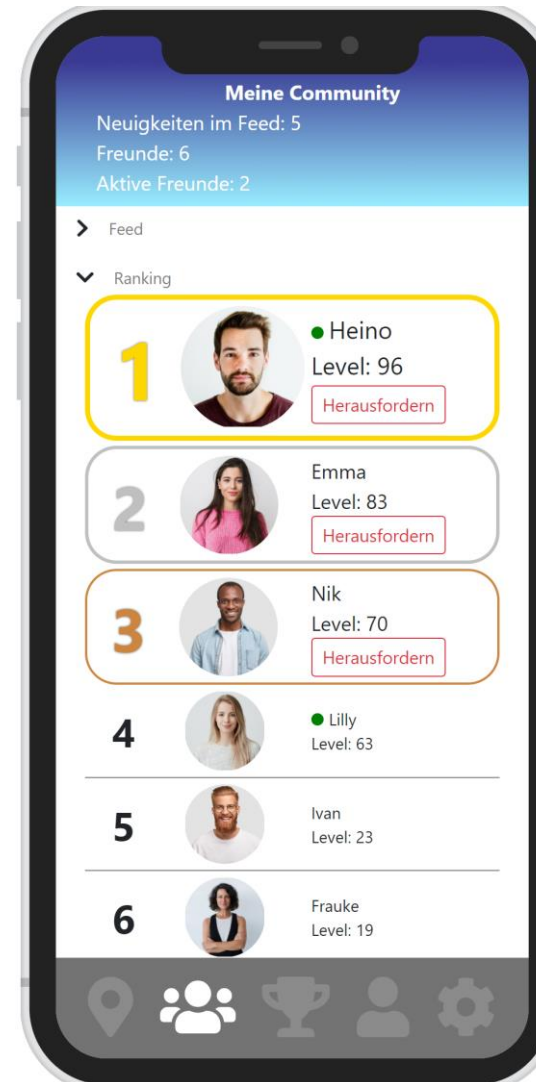 Meine Community
Neuigkeiten im Feed: 5
Freunde: 6
Aktive Freunde: 2
Feed
Ranking
1
Heino
Level: 96
Herausfordern
2
Emma
Level: 83
Herausfordern
3
Nik
Level: 70
Herausfordern
4
Lilly
Level: 63
5
Ivan
Level: 23
6
Frauke
Level: 19